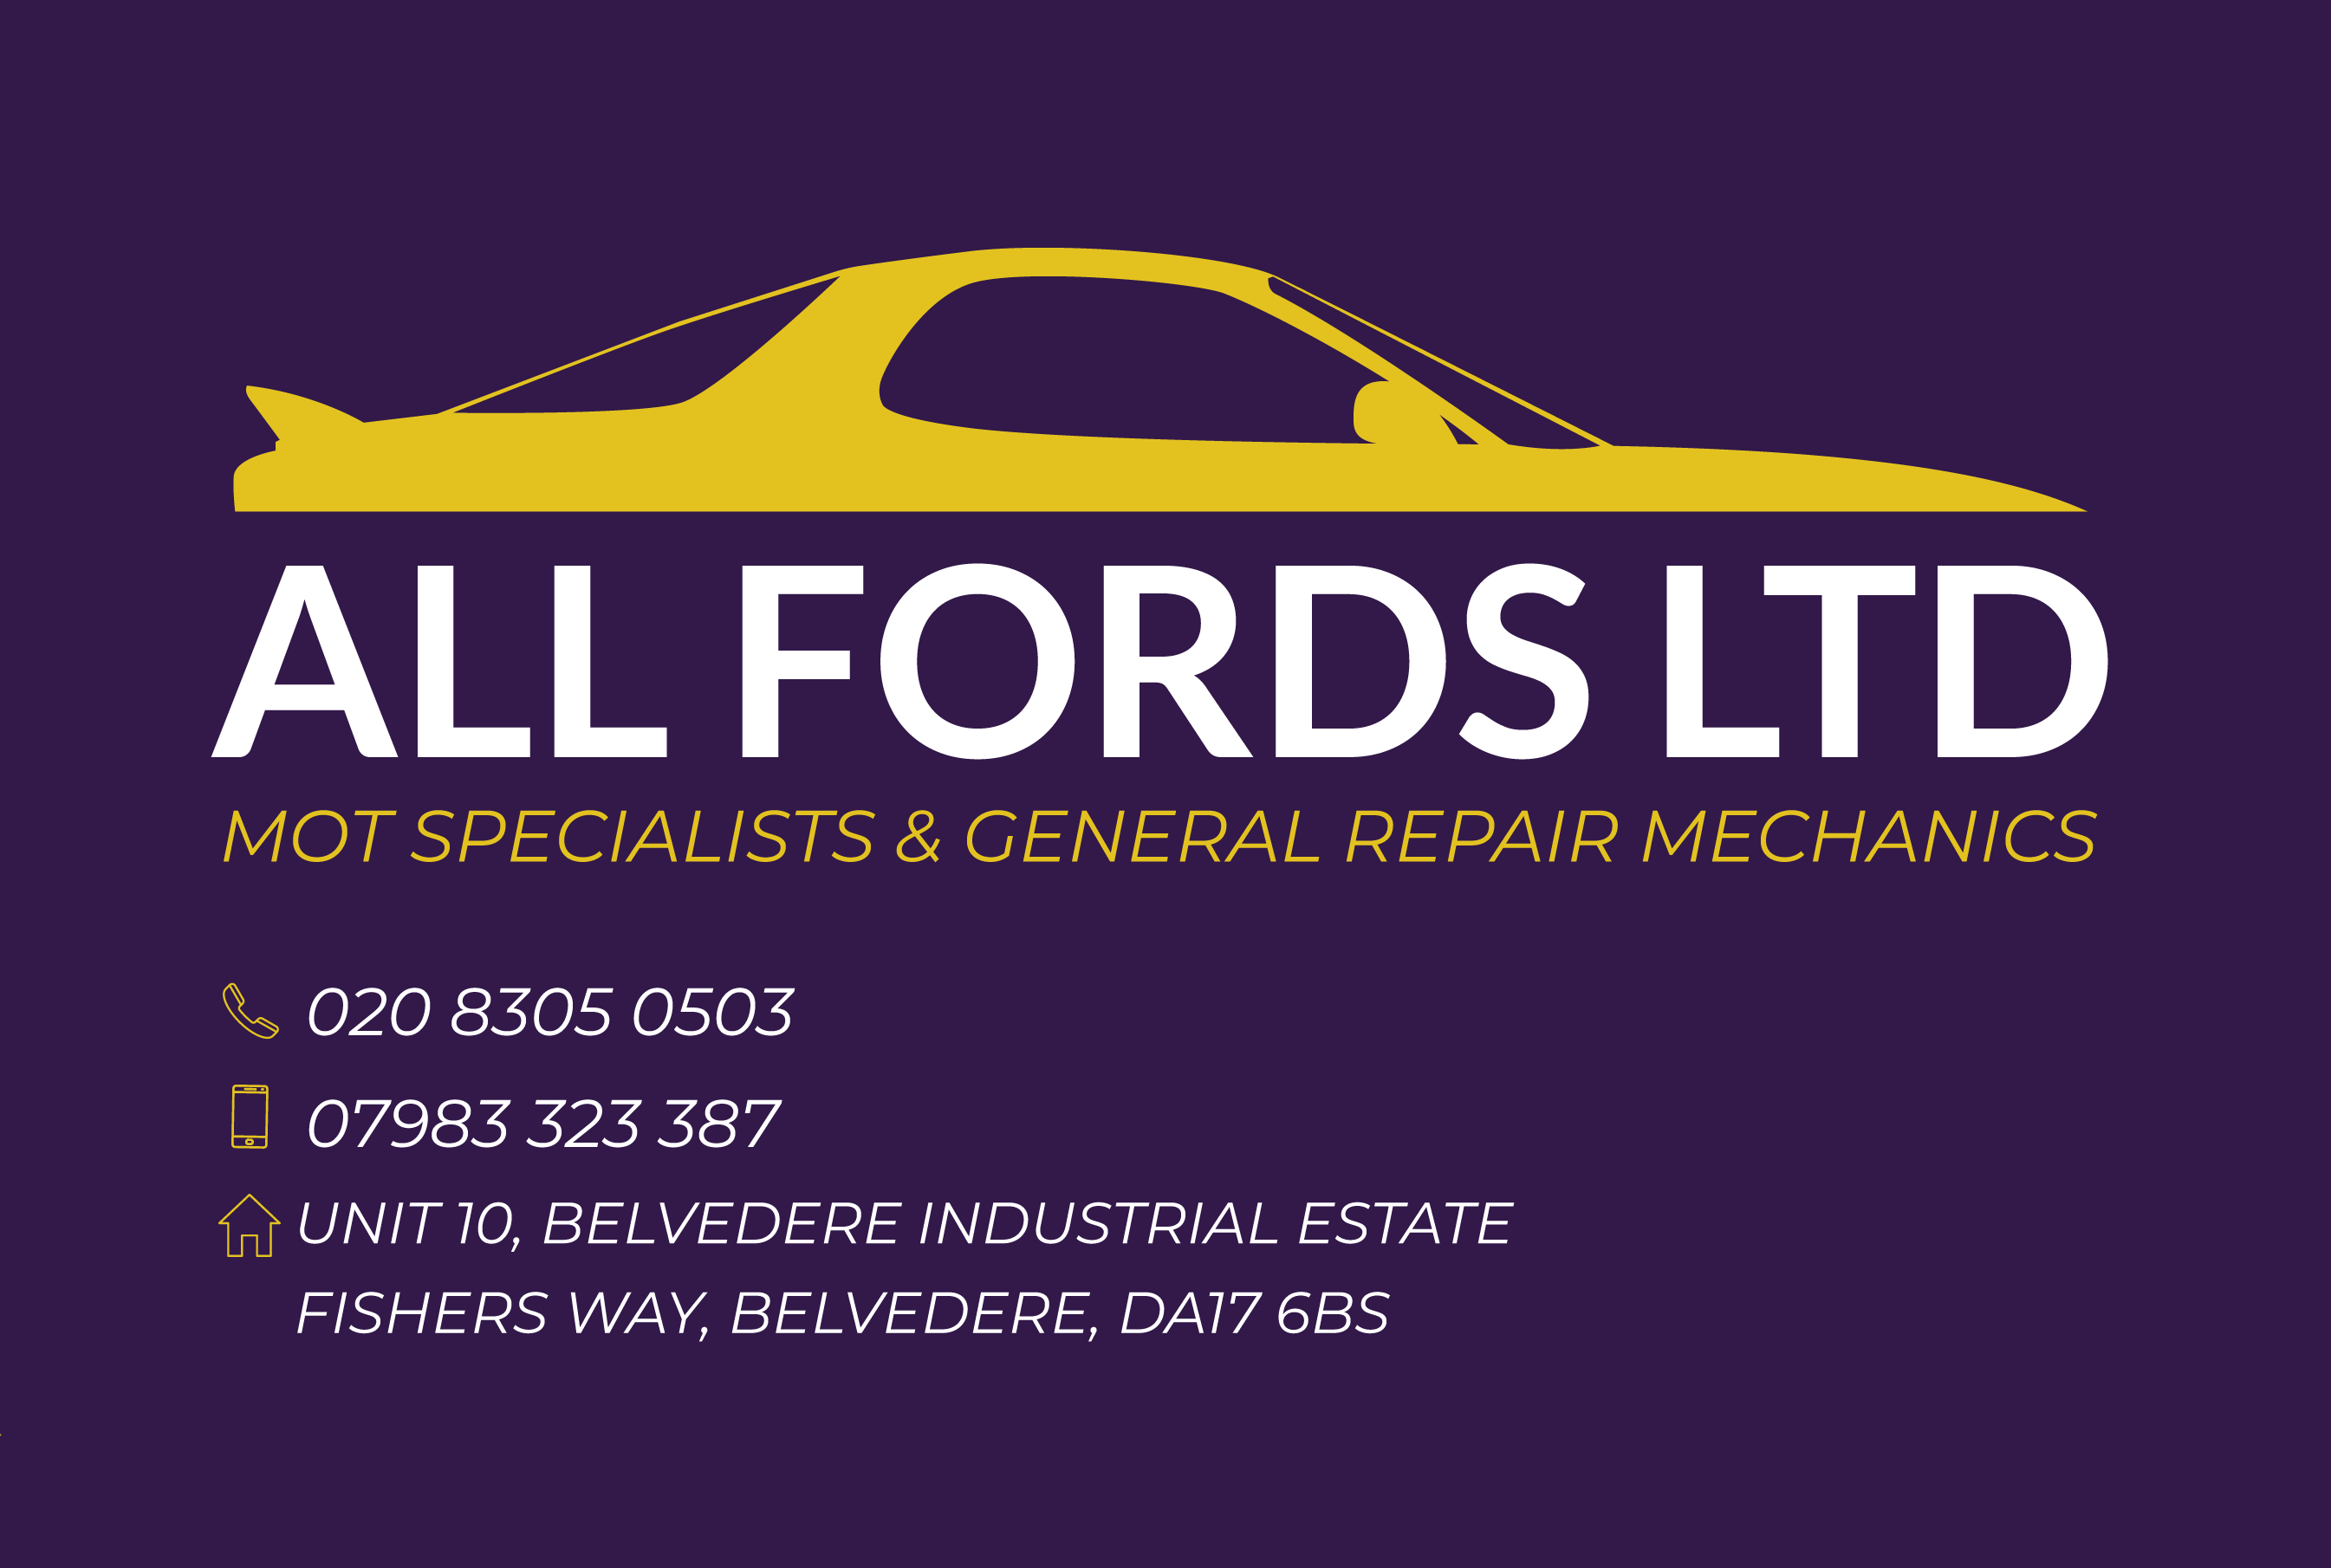 ALL FORDS LTD
MOT SPECIALISTS & GENERAL REPAIR MECHANICS
020 8305 0503
07983 323 387
UNIT 10, BELVEDERE INDUSTRIAL ESTATE
FISHERS WAY, BELVEDERE, DA17 6BS